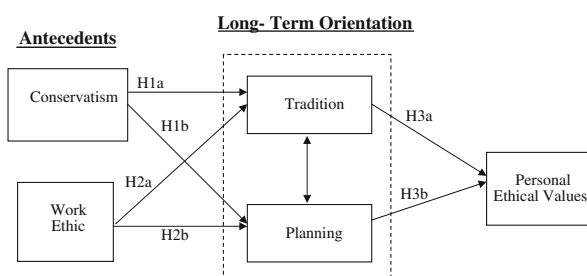 Long- Term Orientation
Antecedents
H1a
Conservatism
Tradition
H1b
H3a
H2a
Personal
Ethical Values
H3b
Work
Ethic
H2b
Planning